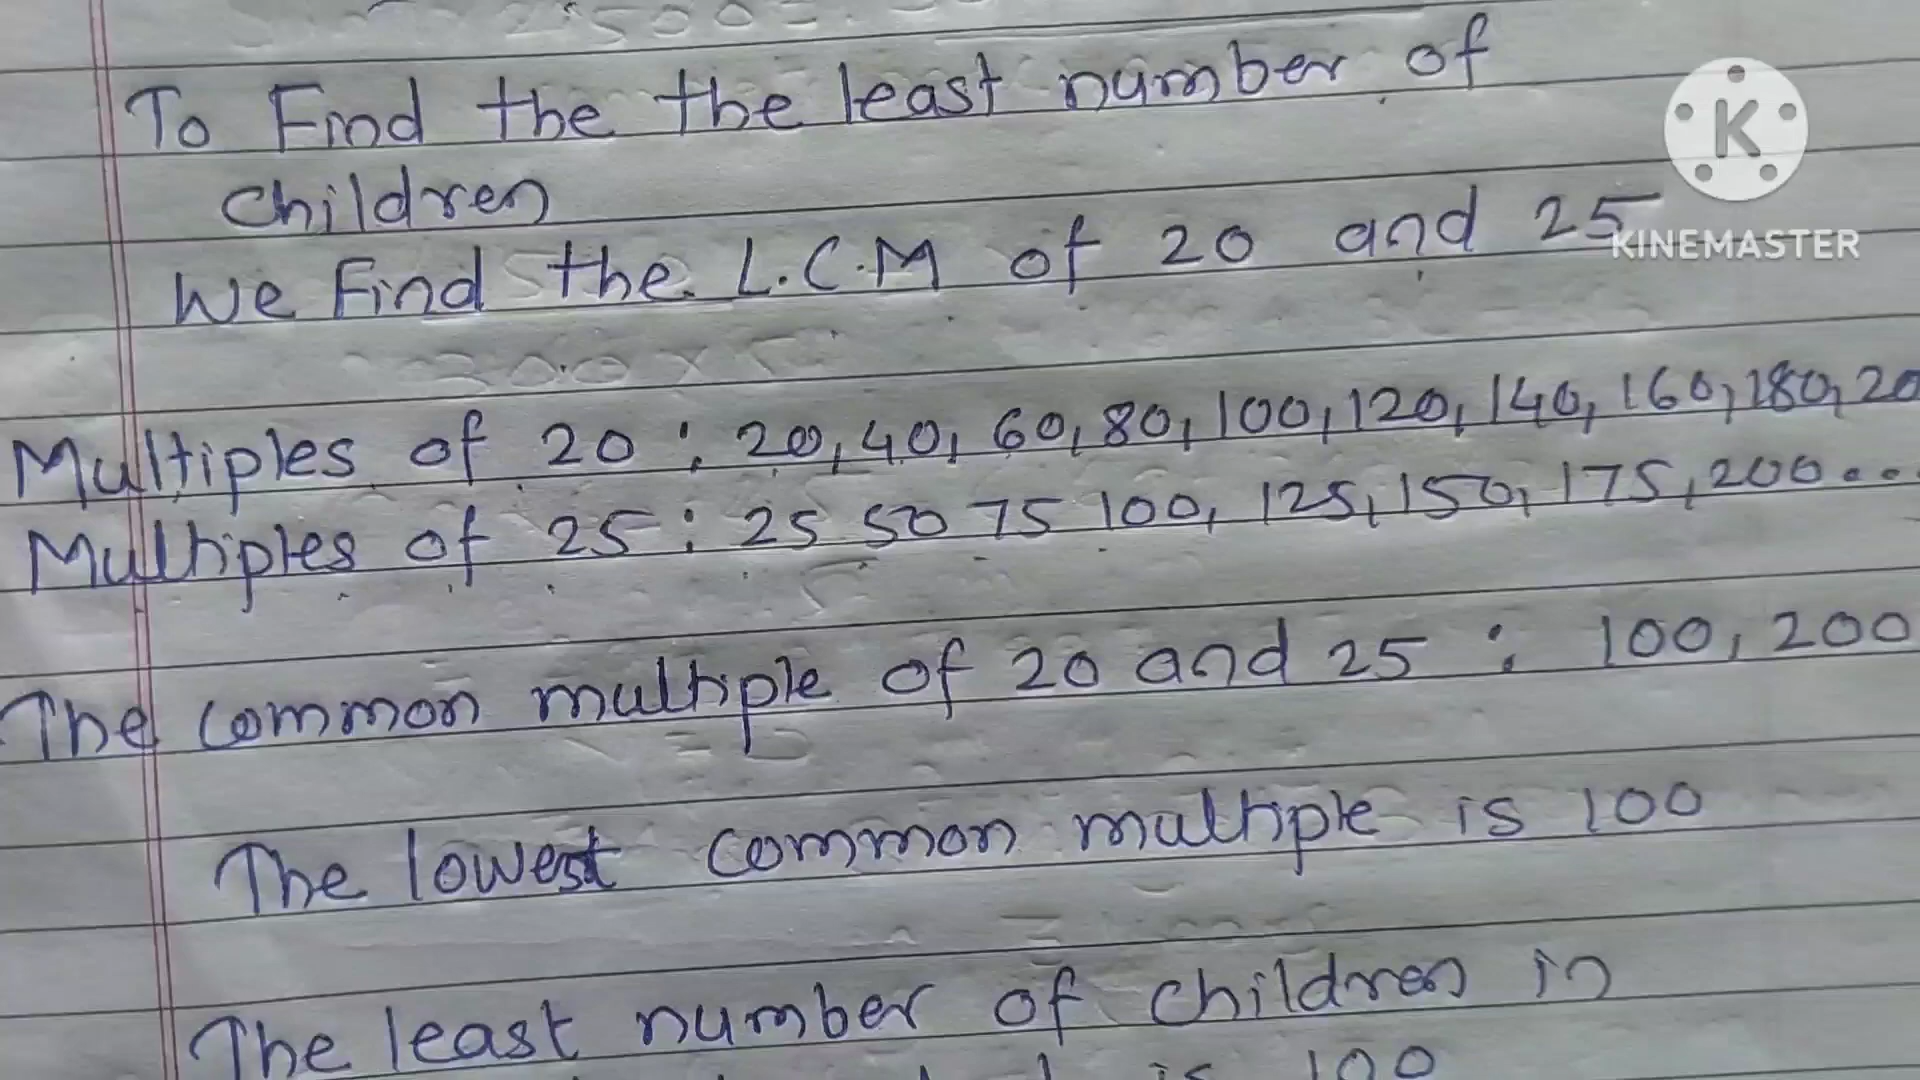 To Find the the least number of
children
We Find the L.C.M of 20 and 25
KINEMASTER
Multiples of 20 : 20, 40, 60, 80, 100, 120, 140, 160, 180, 20
Multiples of 25 : 25 50 75 100, 125, 150, 175, 200...
The common multiple of 20 and 25 : 100, 200
The lowest common multiple is 100
The least number of children in
is 100